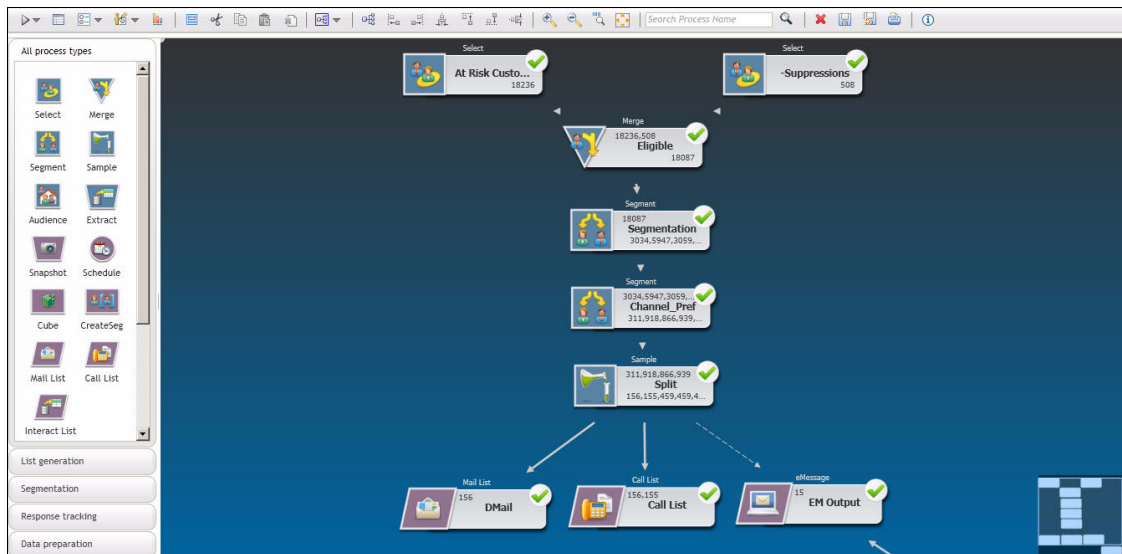 Search Process Name
All process types
Select
Merge
Segment
Sample
Audience
Extract
Snapshot
Schedule
Cube
CreateSeg
Mail List
Call List
Interact List
List generation
Segmentation
Response tracking
Data preparation
Select
At Risk Custo...
18236
Select
-Suppressions
508
Merge
18236,508
Eligible
18087
Segment
18087
Segmentation
3034,5947,3059,...
Segment
3034,5947,3059,...
Channel_Pref
311,918,866,939,...
Sample
311,918,866,939
Split
156,155,459,459,4...
Mail List
156
DMail
Call List
156,155
Call List
eMessage
15
EM Output